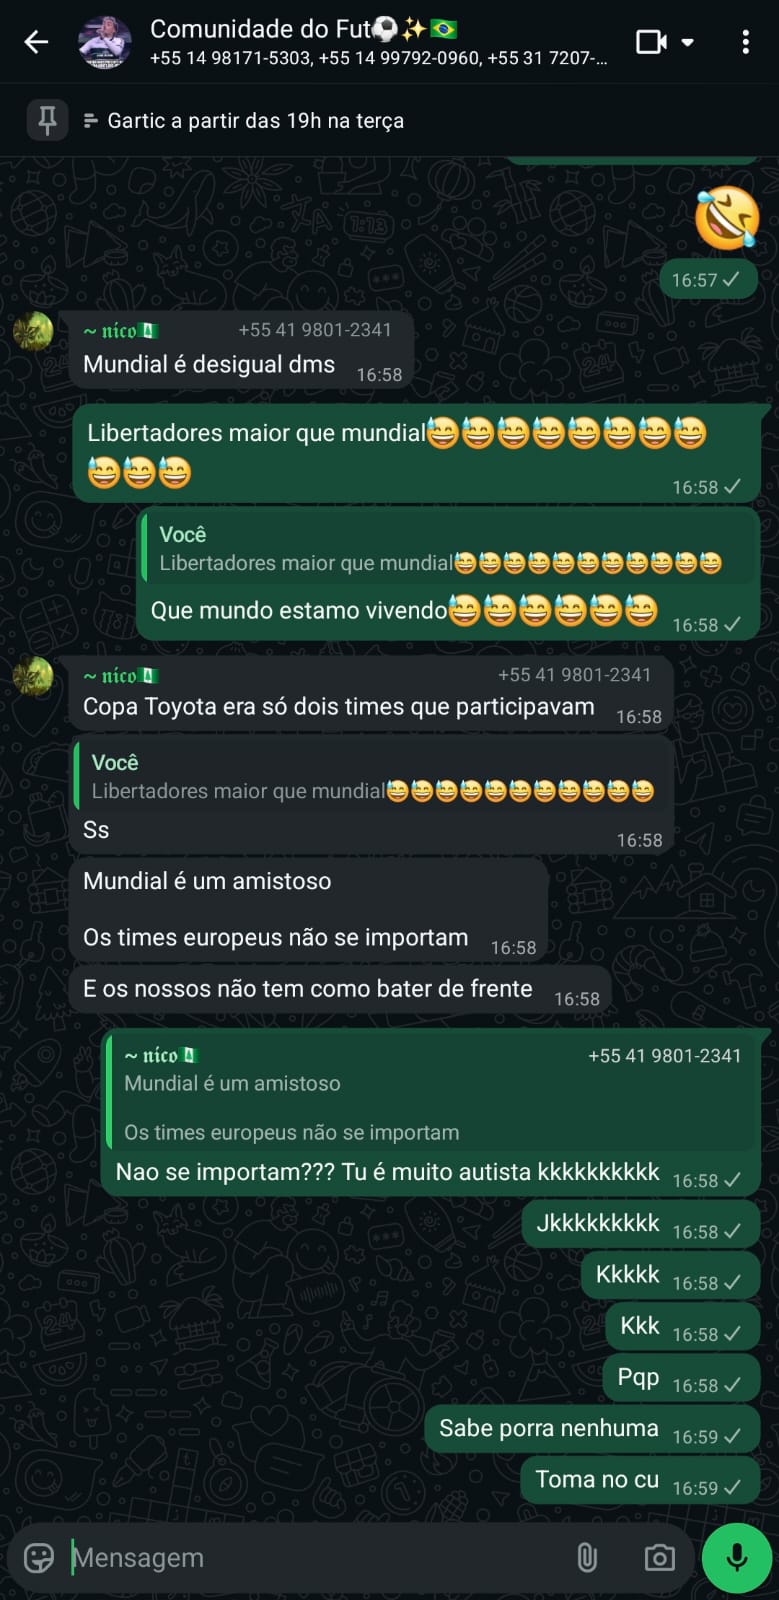 Comunidade do Fut⚽✨🇧🇷
+55 14 98171-5303, +55 14 99792-0960, +55 31 7207-...
Gartic a partir das 19h na terça
🤣
16:57
~ 𝖓𝖎́𝖈𝖔🇳🇬 +55 41 9801-2341
Mundial é desigual dms 16:58
Libertadores maior que mundial😅😅😅😅😅😅😅😅
😅😅😅
16:58
Você
Libertadores maior que mundial😅😅😅😅😅😅😅😅😅😅😅
Que mundo estamo vivendo😅😅😅😅😅😅 16:58
~ 𝖓𝖎́𝖈𝖔🇳🇬 +55 41 9801-2341
Copa Toyota era só dois times que participavam 16:58
Você
Libertadores maior que mundial😅😅😅😅😅😅😅😅😅😅😅
Ss
16:58
Mundial é um amistoso
Os times europeus não se importam 16:58
E os nossos não tem como bater de frente 16:58
~ 𝖓𝖎́𝖈𝖔🇳🇬 +55 41 9801-2341
Mundial é um amistoso
Os times europeus não se importam
Nao se importam??? Tu é muito autista kkkkkkkkkk 16:58
Jkkkkkkkkk 16:58
Kkkkk 16:58
Kkk 16:58
Pqp 16:58
Sabe porra nenhuma 16:59
Toma no cu 16:59
Mensagem